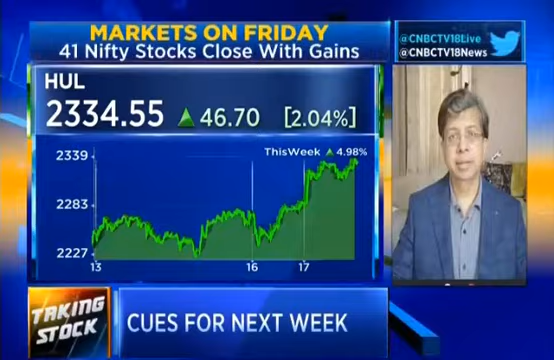 MARKETS ON FRIDAY
41 Nifty Stocks Close With Gains
@CNBCTV18Live
@CNBCTV18News
HUL
2334.55 ▲ 46.70 [2.04%]
ThisWeek ▲ 4.98%
2339
2283
2227
13 16 17
TAKING
STOCK
CUES FOR NEXT WEEK